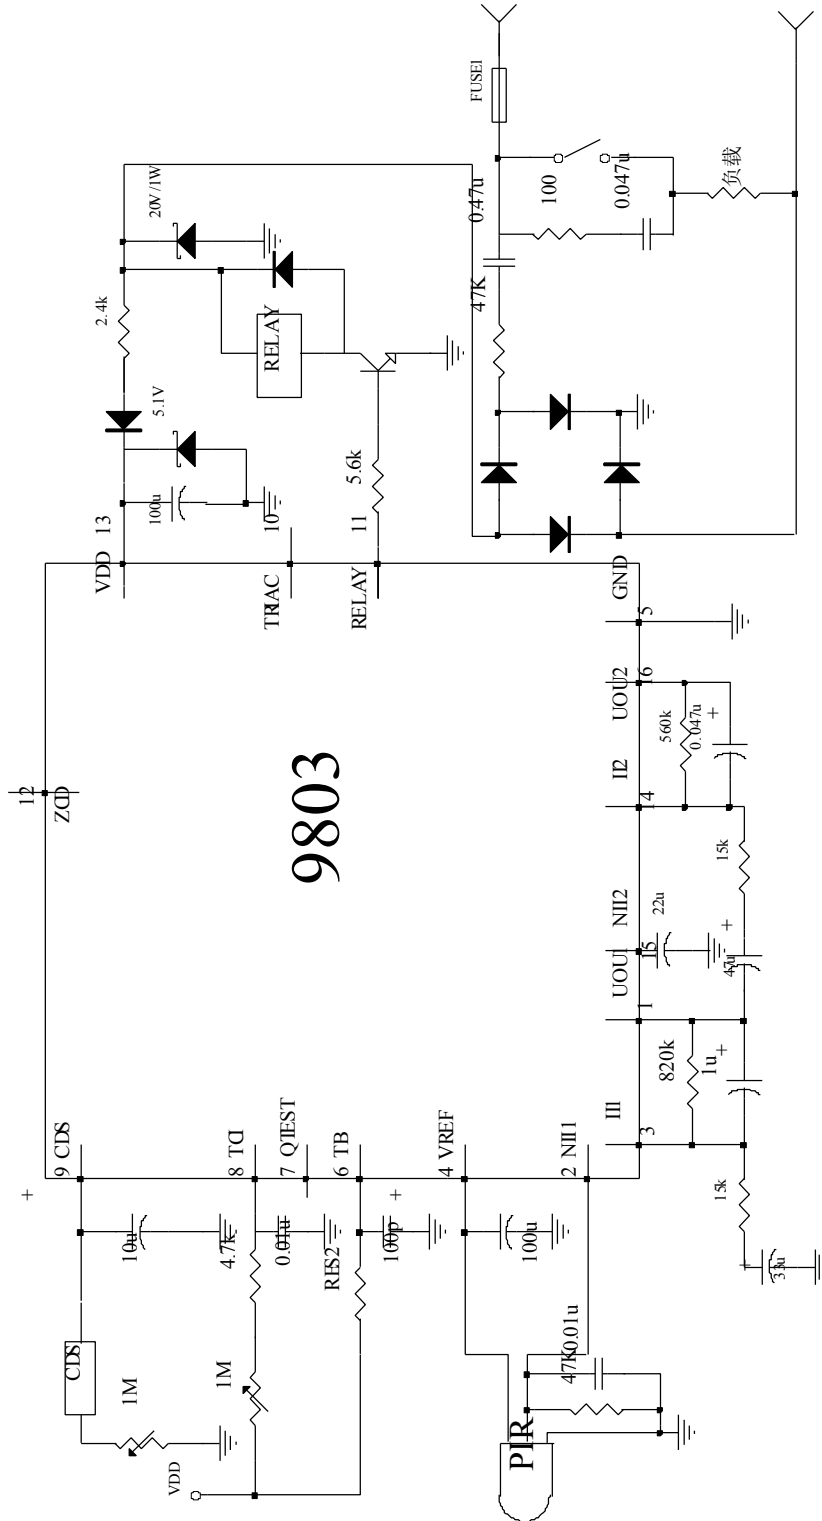 FUSE1
20V/1W
0.47u
100
0.047u
负载
2.4k
RELAY
47K
5.1V
100u
5.6k
13
10
11
VDD
TRIAC
RELAY
GND
5
12
ZCD
9803
UOU2
16
560k
0.047u
II2
14
15k
NII2
22u
15
UOU1
47u
1
820k
1u
II1
3
9 CDS
8 TCI
7 QTEST
6 TB
4 VREF
2 NII1
15k
33u
10u
4.7k
0.01u
RES2
100p
100u
CDS
1M
1M
VDD
47K
0.01u
PIR